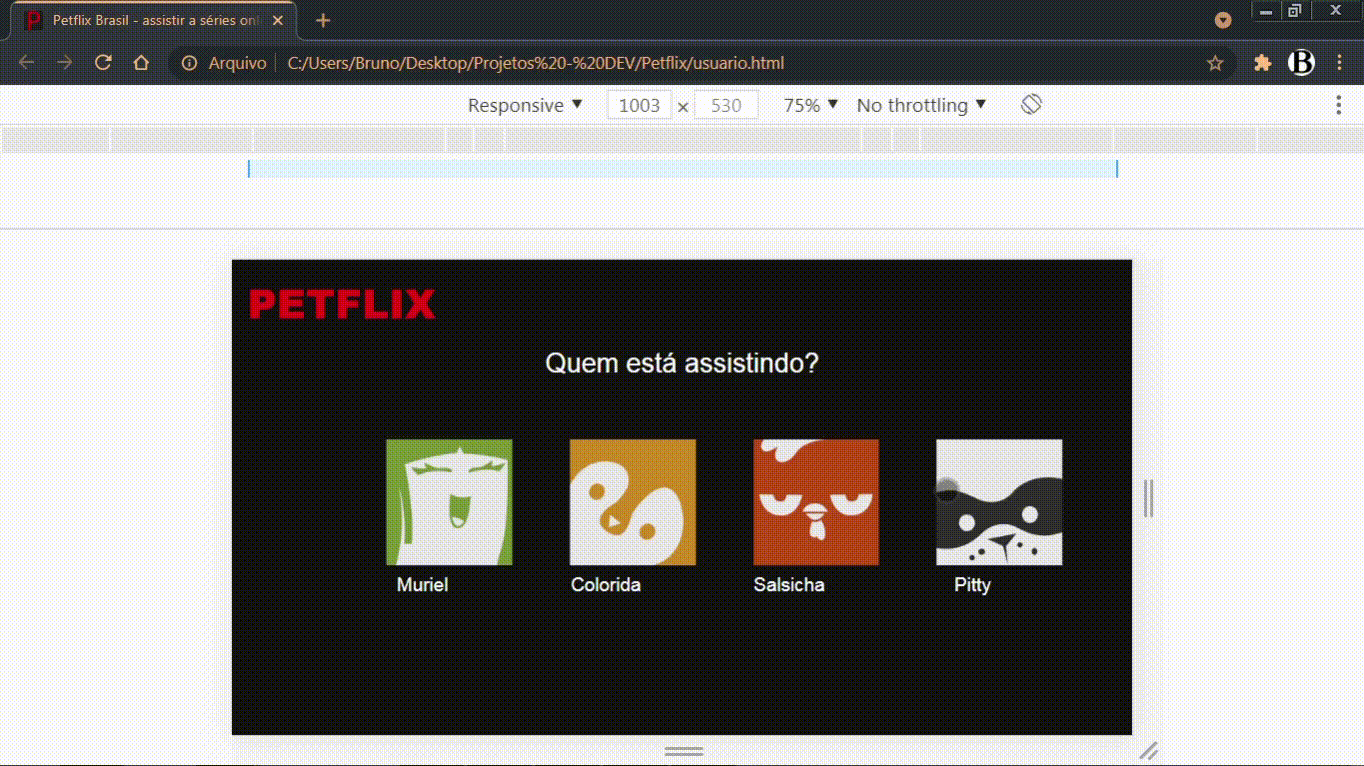 Petflix Brasil - assistir a séries onl
Arquivo C:/Users/Bruno/Desktop/Projetos%20-%20DEV/Petflix/usuario.html B
Responsive 1003 × 530 75% No throttling
PETFLIX
Quem está assistindo?
Muriel Colorida Salsicha Pitty